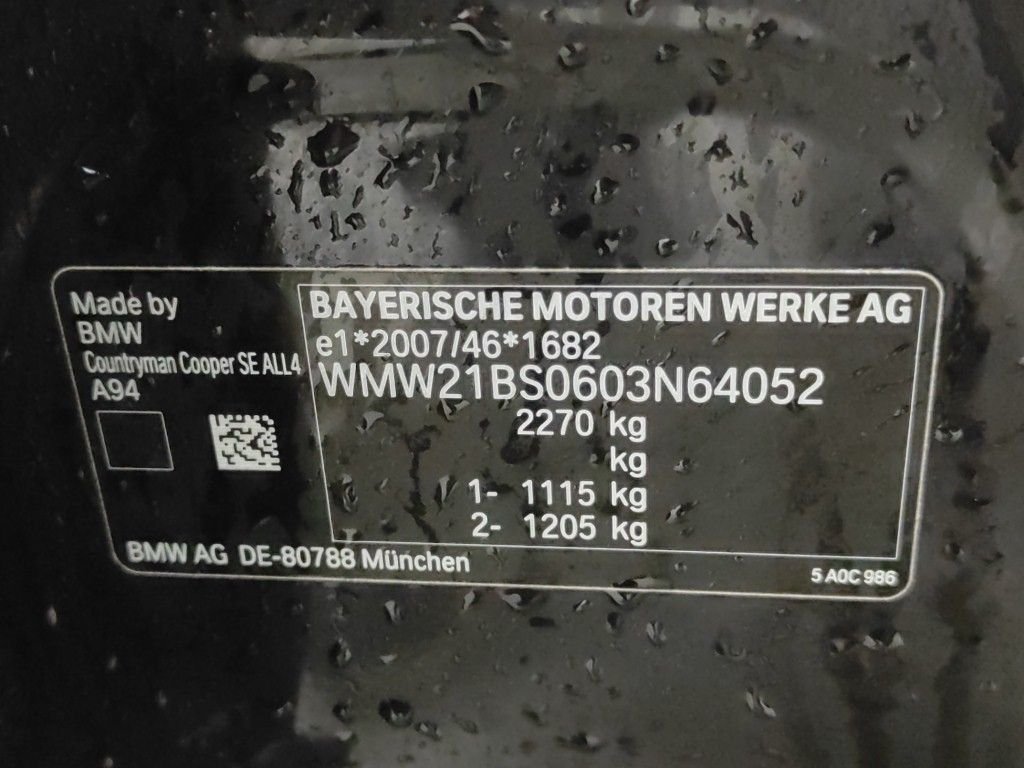 Made by
BMW
Countryman Cooper SE ALL4
A94
BAYERISCHE MOTOREN WERKE AG
e1*2007/46*1682
WMW21BS0603N64052
2270 kg
kg
1- 1115 kg
2- 1205 kg
BMW AG DE-80788 München
5 A0C 986